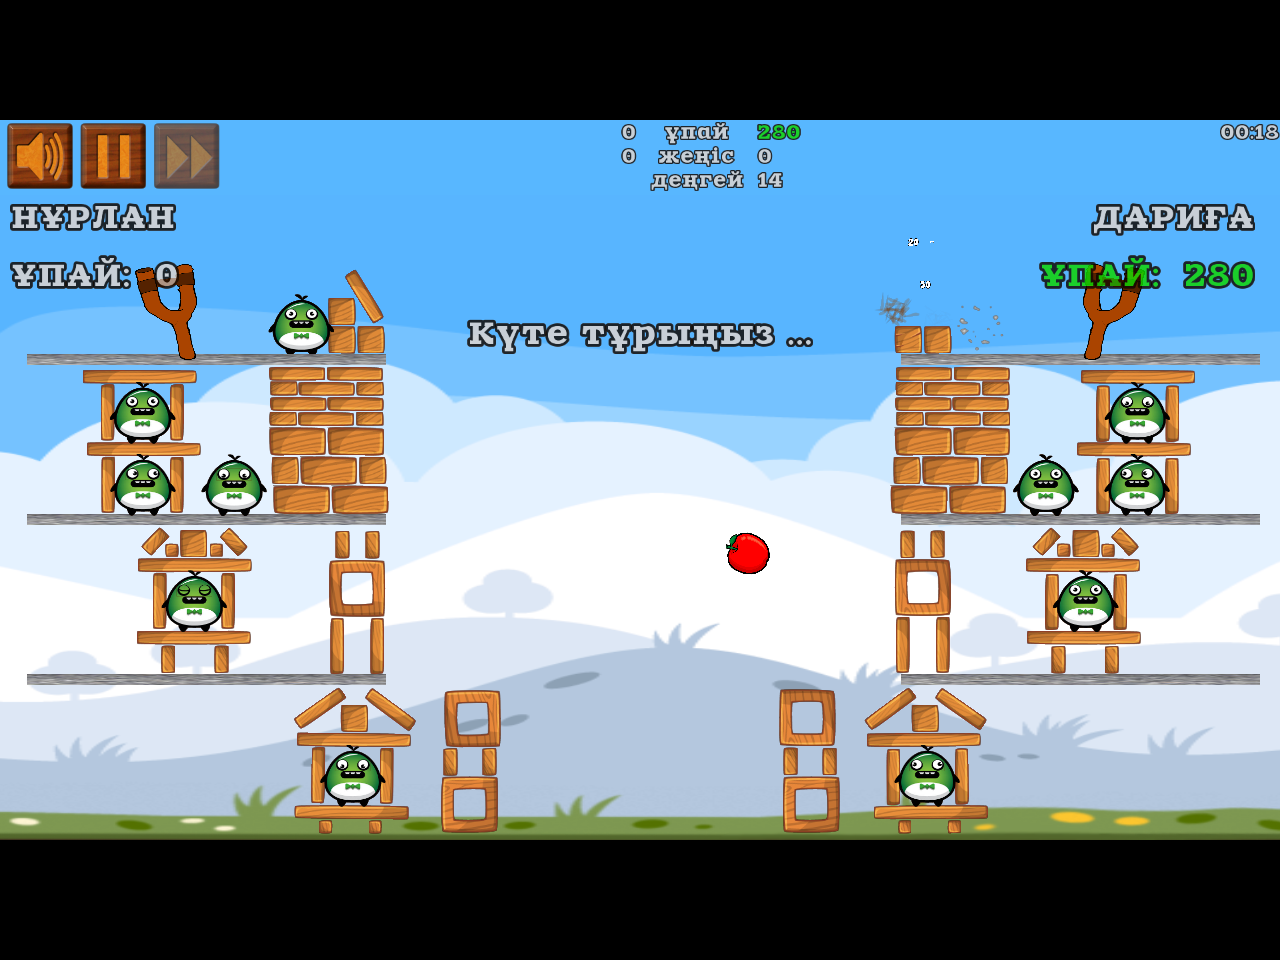 0 ұпай 280
00:18
0 жеңіс 0
деңгей 14
НҰРЛАН
ДАРИҒА
ҰПАЙ: 0
ҰПАЙ: 280
Күте тұрыңыз ...